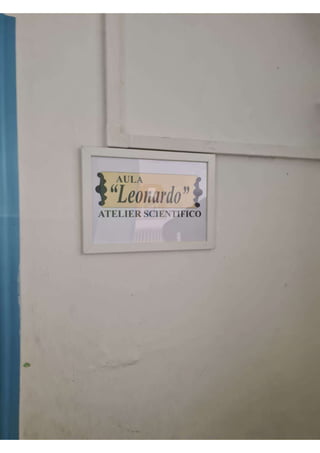 AULA
"Leonardo"
ATELIER SCIENTIFICO